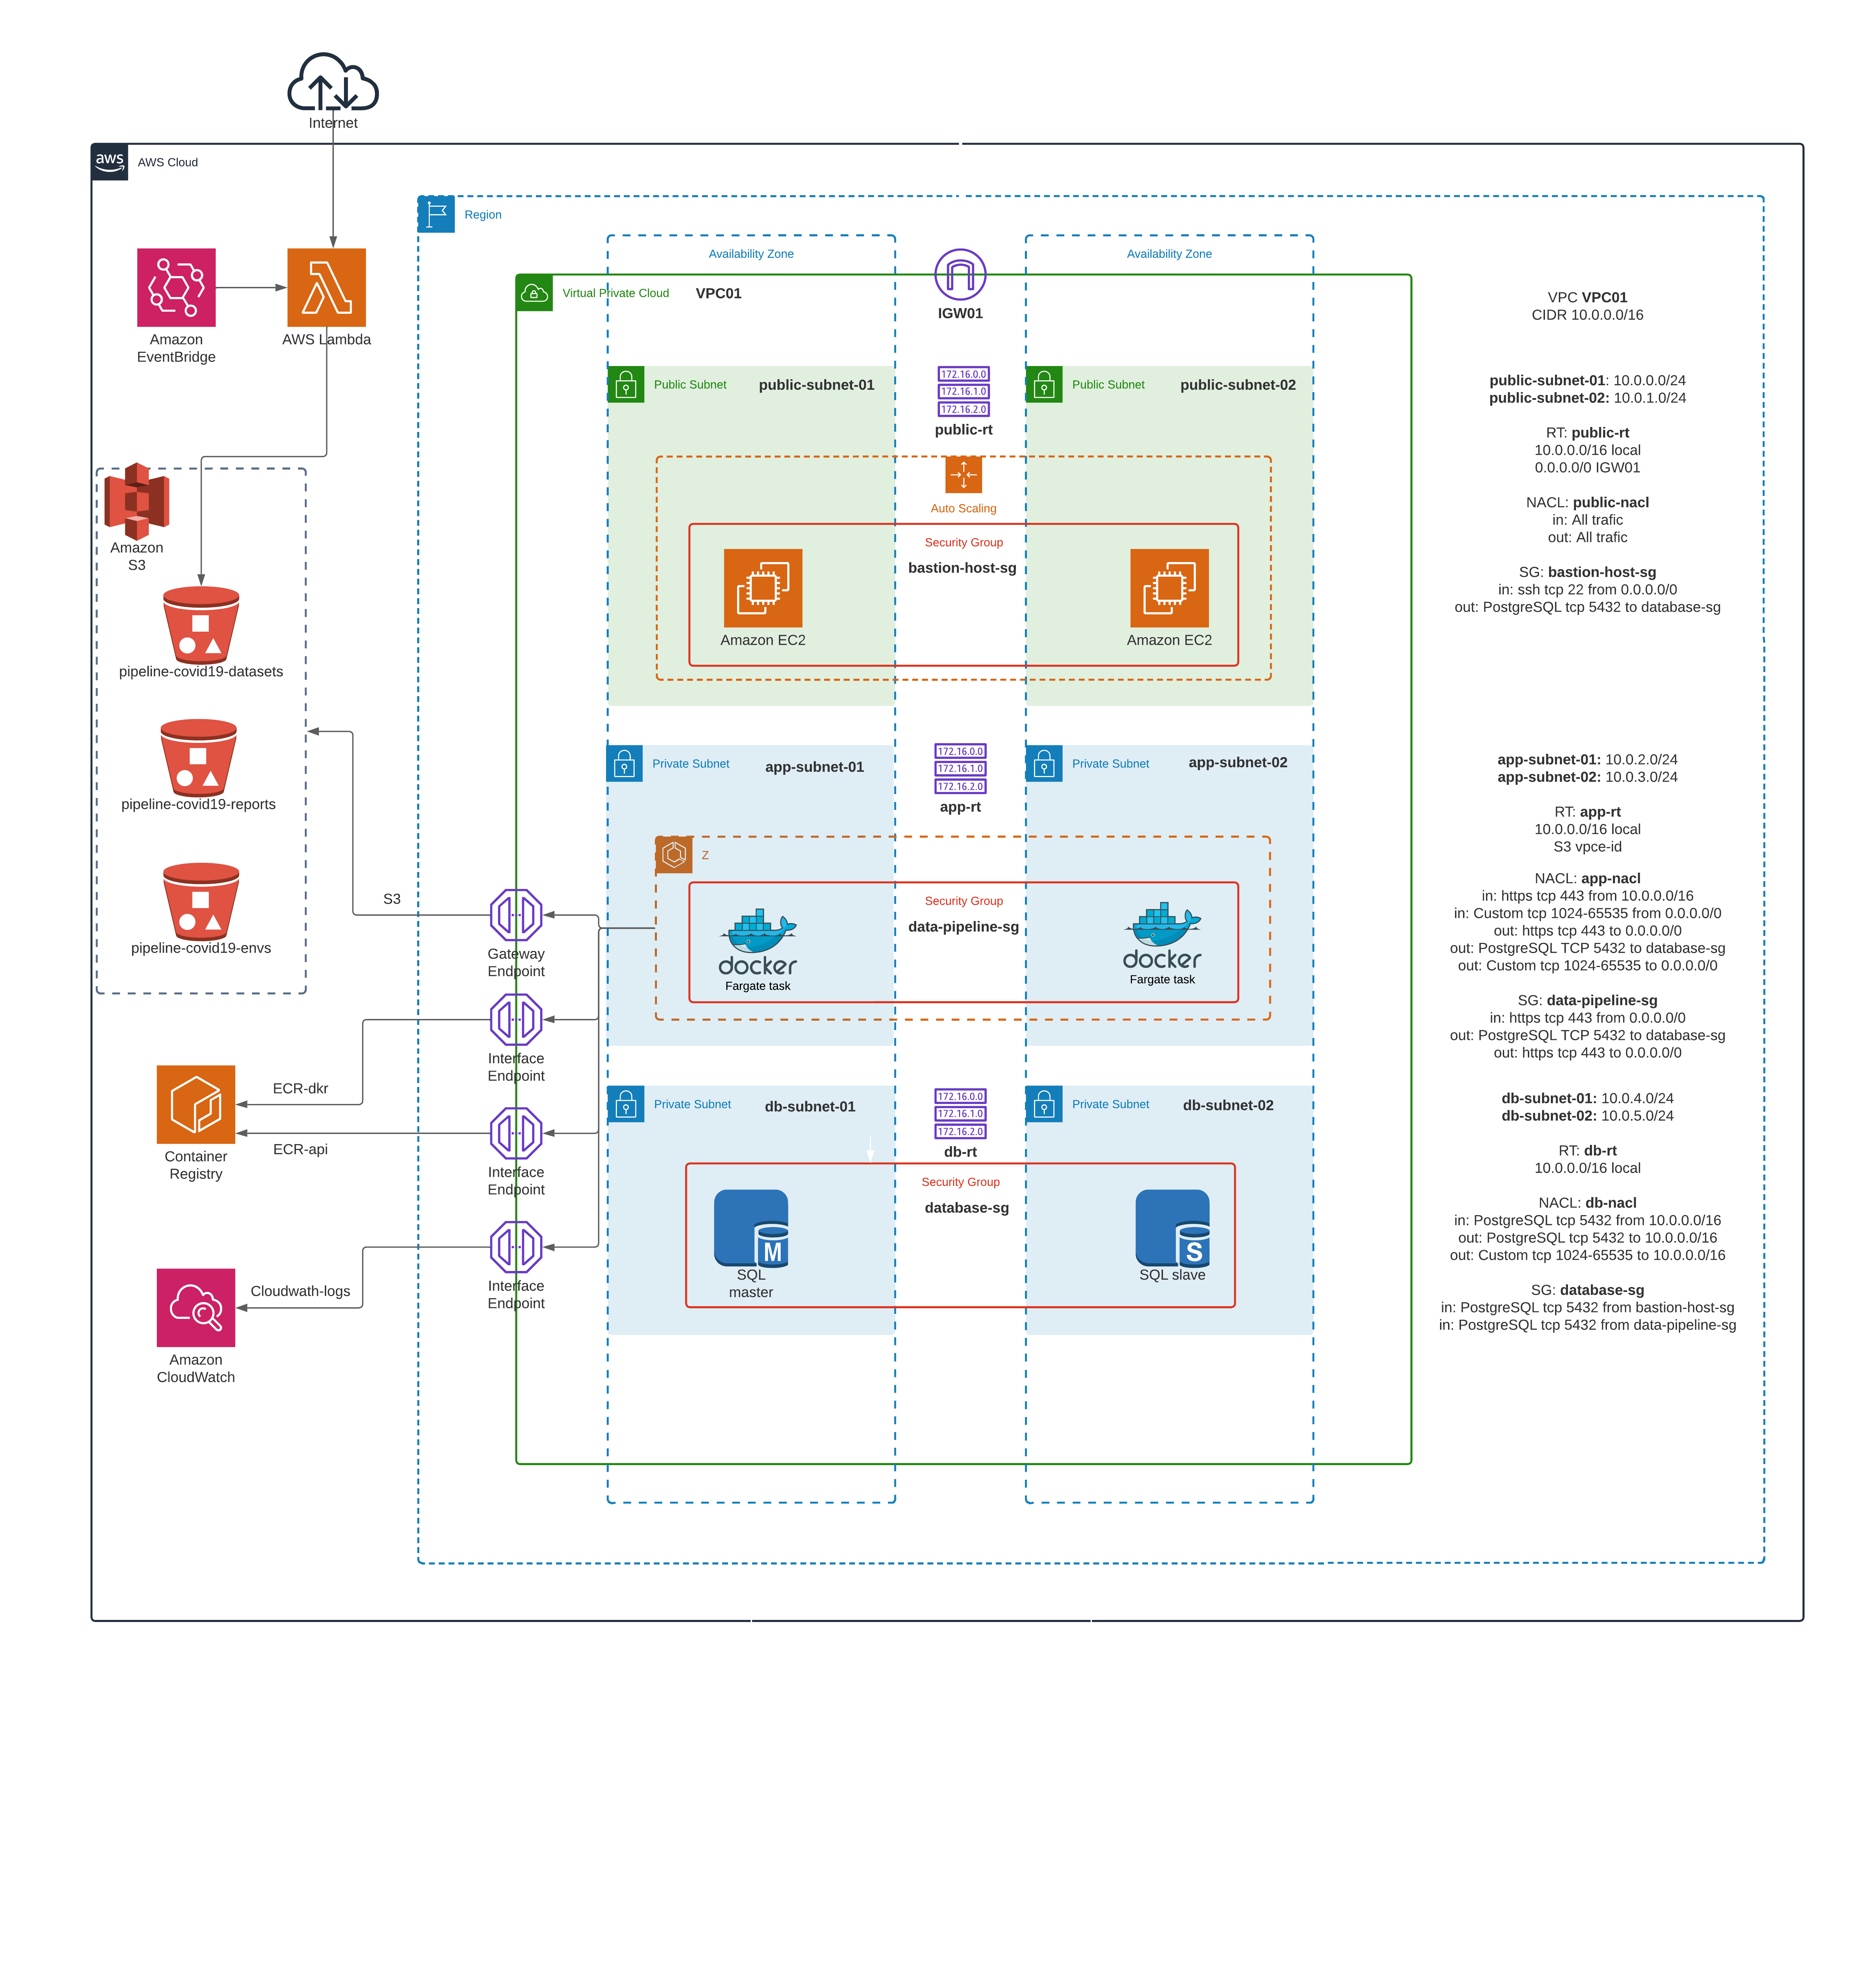 Internet
aws
AWS Cloud
Region
Availability Zone
Availability Zone
Virtual Private Cloud
VPC01
IGW01
Amazon
EventBridge
AWS Lambda
VPC VPC01
CIDR 10.0.0.0/16
Public Subnet
public-subnet-01
172.16.0.0
172.16.1.0
172.16.2.0
public-rt
Public Subnet
public-subnet-02
public-subnet-01: 10.0.0.0/24
public-subnet-02: 10.0.1.0/24
RT: public-rt
10.0.0.0/16 local
0.0.0.0/0 IGW01
NACL: public-nacl
in: All trafic
out: All trafic
SG: bastion-host-sg
in: ssh tcp 22 from 0.0.0.0/0
out: PostgreSQL tcp 5432 to database-sg
Auto Scaling
Security Group
bastion-host-sg
Amazon EC2
Amazon EC2
Amazon
S3
pipeline-covid19-datasets
pipeline-covid19-reports
pipeline-covid19-envs
Private Subnet
app-subnet-01
172.16.0.0
172.16.1.0
172.16.2.0
app-rt
Private Subnet
app-subnet-02
app-subnet-01: 10.0.2.0/24
app-subnet-02: 10.0.3.0/24
RT: app-rt
10.0.0.0/16 local
S3 vpce-id
NACL: app-nacl
in: https tcp 443 from 10.0.0.0/16
in: Custom tcp 1024-65535 from 0.0.0.0/0
out: https tcp 443 to 0.0.0.0/0
out: PostgreSQL TCP 5432 to database-sg
out: Custom tcp 1024-65535 to 0.0.0.0/0
SG: data-pipeline-sg
in: https tcp 443 from 0.0.0.0/0
out: PostgreSQL TCP 5432 to database-sg
out: https tcp 443 to 0.0.0.0/0
Z
Security Group
data-pipeline-sg
docker
Fargate task
docker
Fargate task
S3
Gateway
Endpoint
Interface
Endpoint
ECR-dkr
ECR-api
Container
Registry
Interface
Endpoint
Cloudwath-logs
Interface
Endpoint
Amazon
CloudWatch
Private Subnet
db-subnet-01
172.16.0.0
172.16.1.0
172.16.2.0
db-rt
Private Subnet
db-subnet-02
Security Group
database-sg
M
SQL
master
S
SQL slave
db-subnet-01: 10.0.4.0/24
db-subnet-02: 10.0.5.0/24
RT: db-rt
10.0.0.0/16 local
NACL: db-nacl
in: PostgreSQL tcp 5432 from 10.0.0.0/16
out: PostgreSQL tcp 5432 to 10.0.0.0/16
out: Custom tcp 1024-65535 to 10.0.0.0/16
SG: database-sg
in: PostgreSQL tcp 5432 from bastion-host-sg
in: PostgreSQL tcp 5432 from data-pipeline-sg